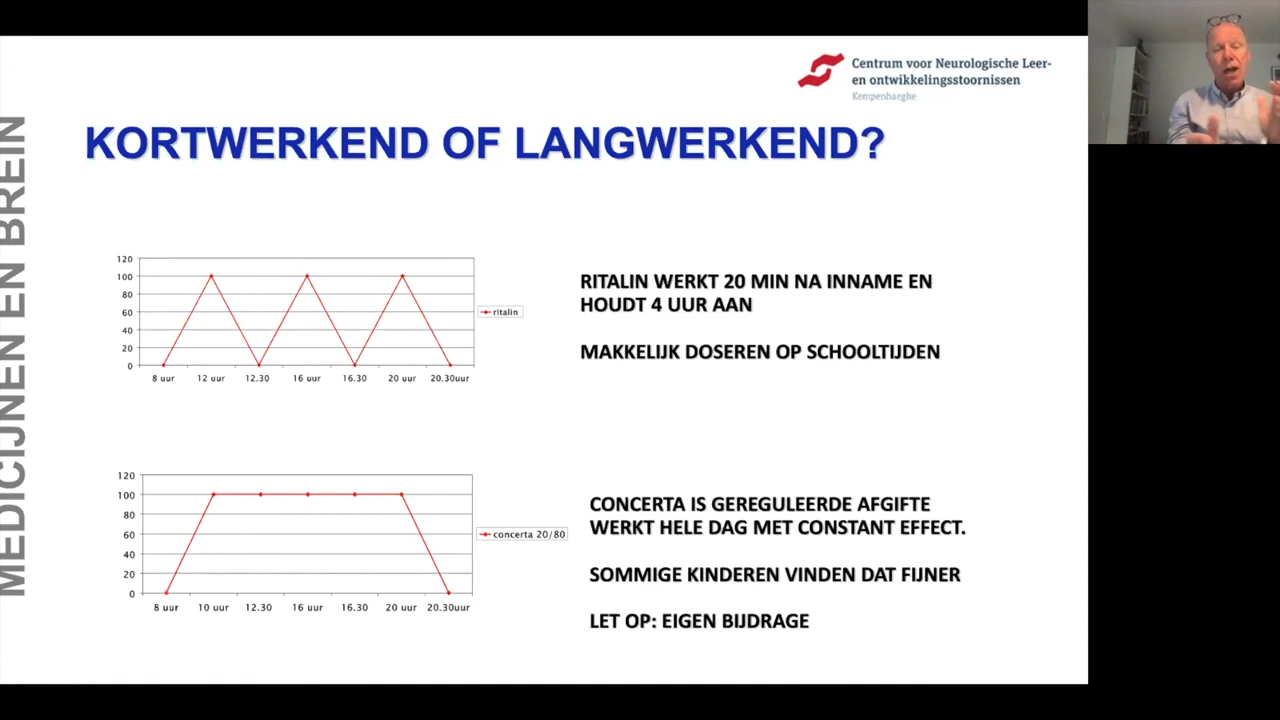 Centrum voor Neurologische Leer-
en ontwikkelingsstoornissen
Kempenhaeghe
KORTWERKEND OF LANGWERKEND?
MEDICIJNEN EN BREIN
120
100
80
60
40
20
0
8 uur 12 uur 12.30 16 uur 16.30 20 uur 20.30uur
ritalin
RITALIN WERKT 20 MIN NA INNAME EN
HOUDT 4 UUR AAN
MAKKELIJK DOSEREN OP SCHOOLTIJDEN
120
100
80
60
40
20
0
8 uur 10 uur 12.30 16 uur 16.30 20 uur 20.30uur
concerta 20/80
CONCERTA IS GEREGULEERDE AFGIFTE
WERKT HELE DAG MET CONSTANT EFFECT.
SOMMIGE KINDEREN VINDEN DAT FIJNER
LET OP: EIGEN BIJDRAGE